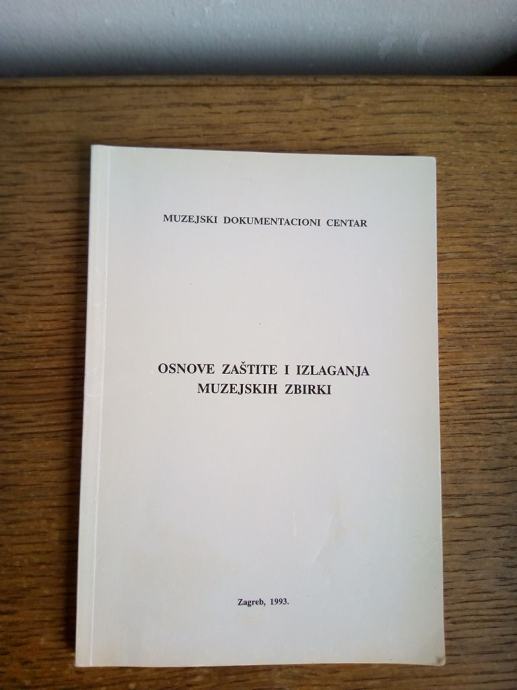 MUZEJSKI DOKUMENTACIONI CENTAR
OSNOVE ZAŠTITE I IZLAGANJA
MUZEJSKIH ZBIRKI
Zagreb, 1993.